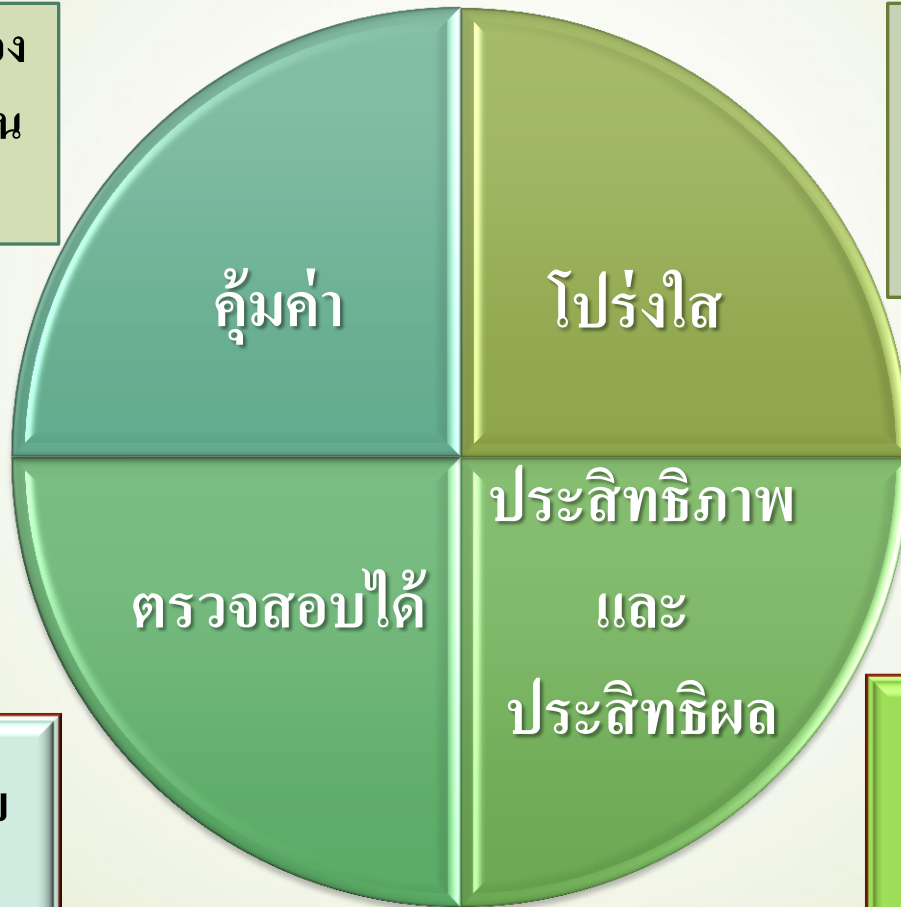 คุ้มค่า
โปร่งใส
ตรวจสอบได้
ประสิทธิภาพ
และ
ประสิทธิผล